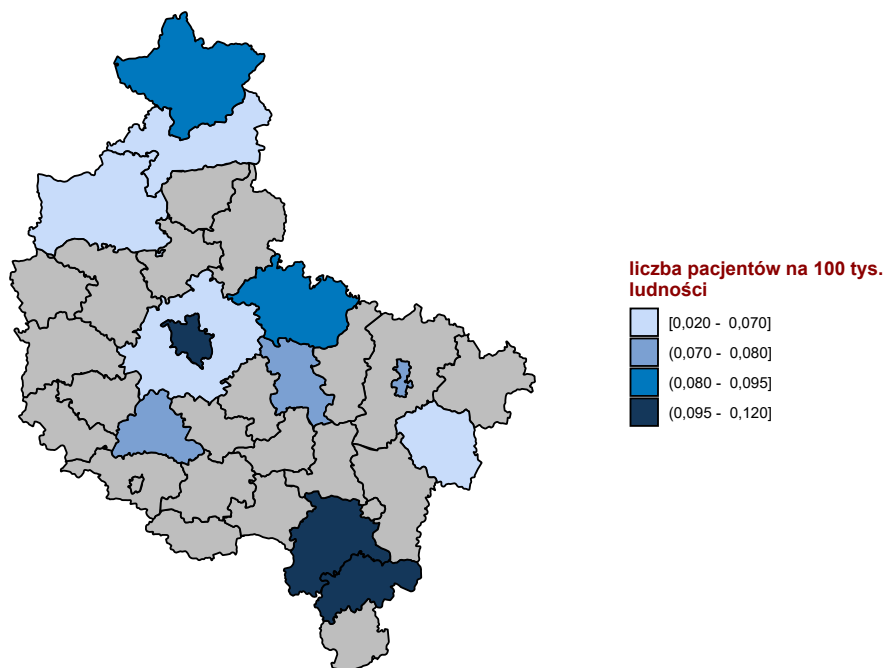 liczba pacjentów na 100 tys.
ludności
[0,020 - 0,070]
(0,070 - 0,080]
(0,080 - 0,095]
(0,095 - 0,120]